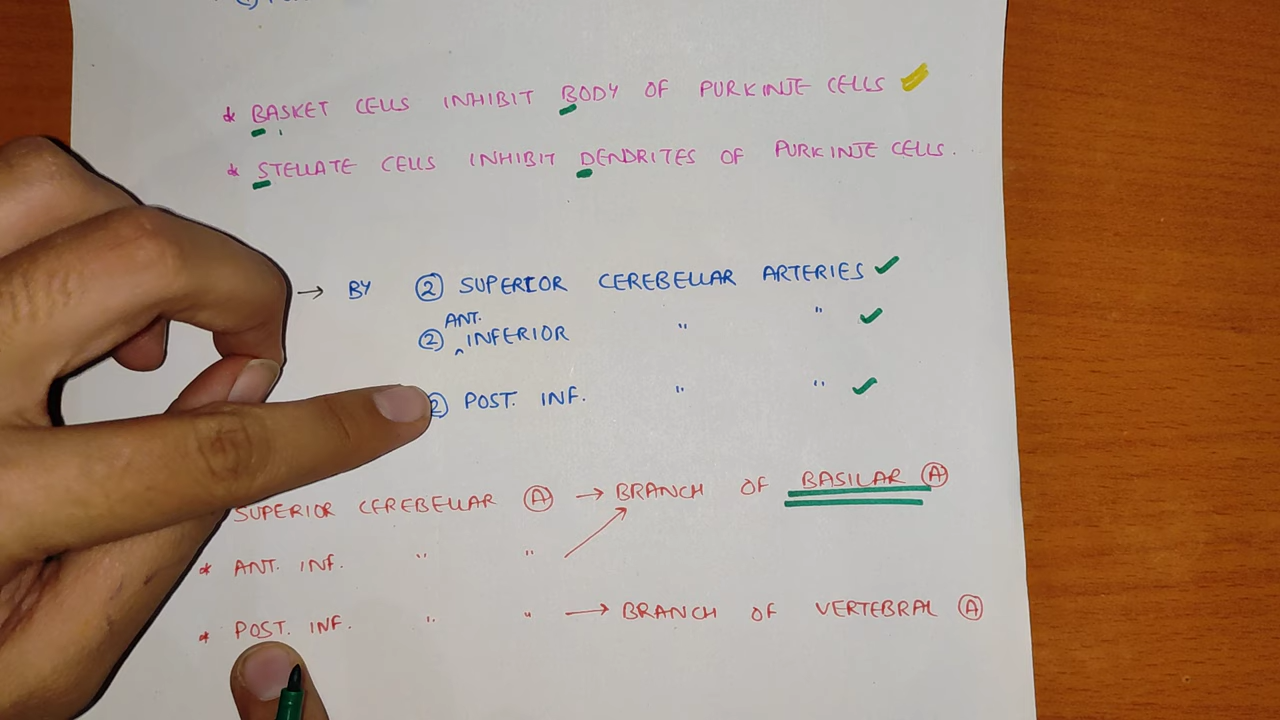 * BASKET CELLS INHIBIT BODY OF PURKINJE CELLS
* STELLATE CELLS INHIBIT DENDRITES OF PURKINJE CELLS.
→ BY ② SUPERIOR CEREBELLAR ARTERIES ✓
② ANT. ^ INFERIOR " " ✓
② POST. INF. " " ✓
SUPERIOR CEREBELLAR Ⓐ → BRANCH OF BASILAR Ⓐ
* ANT. INF. " "
* POST. INF. " " → BRANCH OF VERTEBRAL Ⓐ